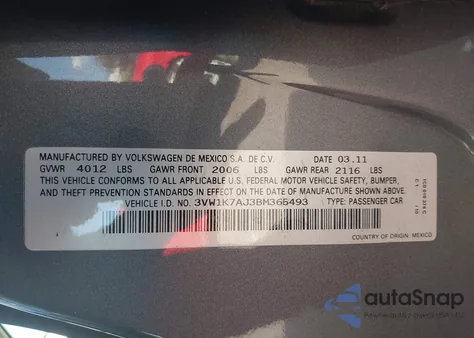 MANUFACTURED BY VOLKSWAGEN DE MEXICO S.A. DE C.V. DATE 03.11
GVWR 4012 LBS GAWR FRONT 2006 LBS GAWR REAR 2116 LBS
THIS VEHICLE CONFORMS TO ALL APPLICABLE U.S. FEDERAL MOTOR VEHICLE SAFETY, BUMPER,
AND THEFT PREVENTION STANDARDS IN EFFECT ON THE DATE OF MANUFACTURE SHOWN ABOVE.
VEHICLE I.D. NO. 3VW1K7AJ3BM365493 TYPE: PASSENGER CAR
COUNTRY OF ORIGIN: MEXICO
autoSnap